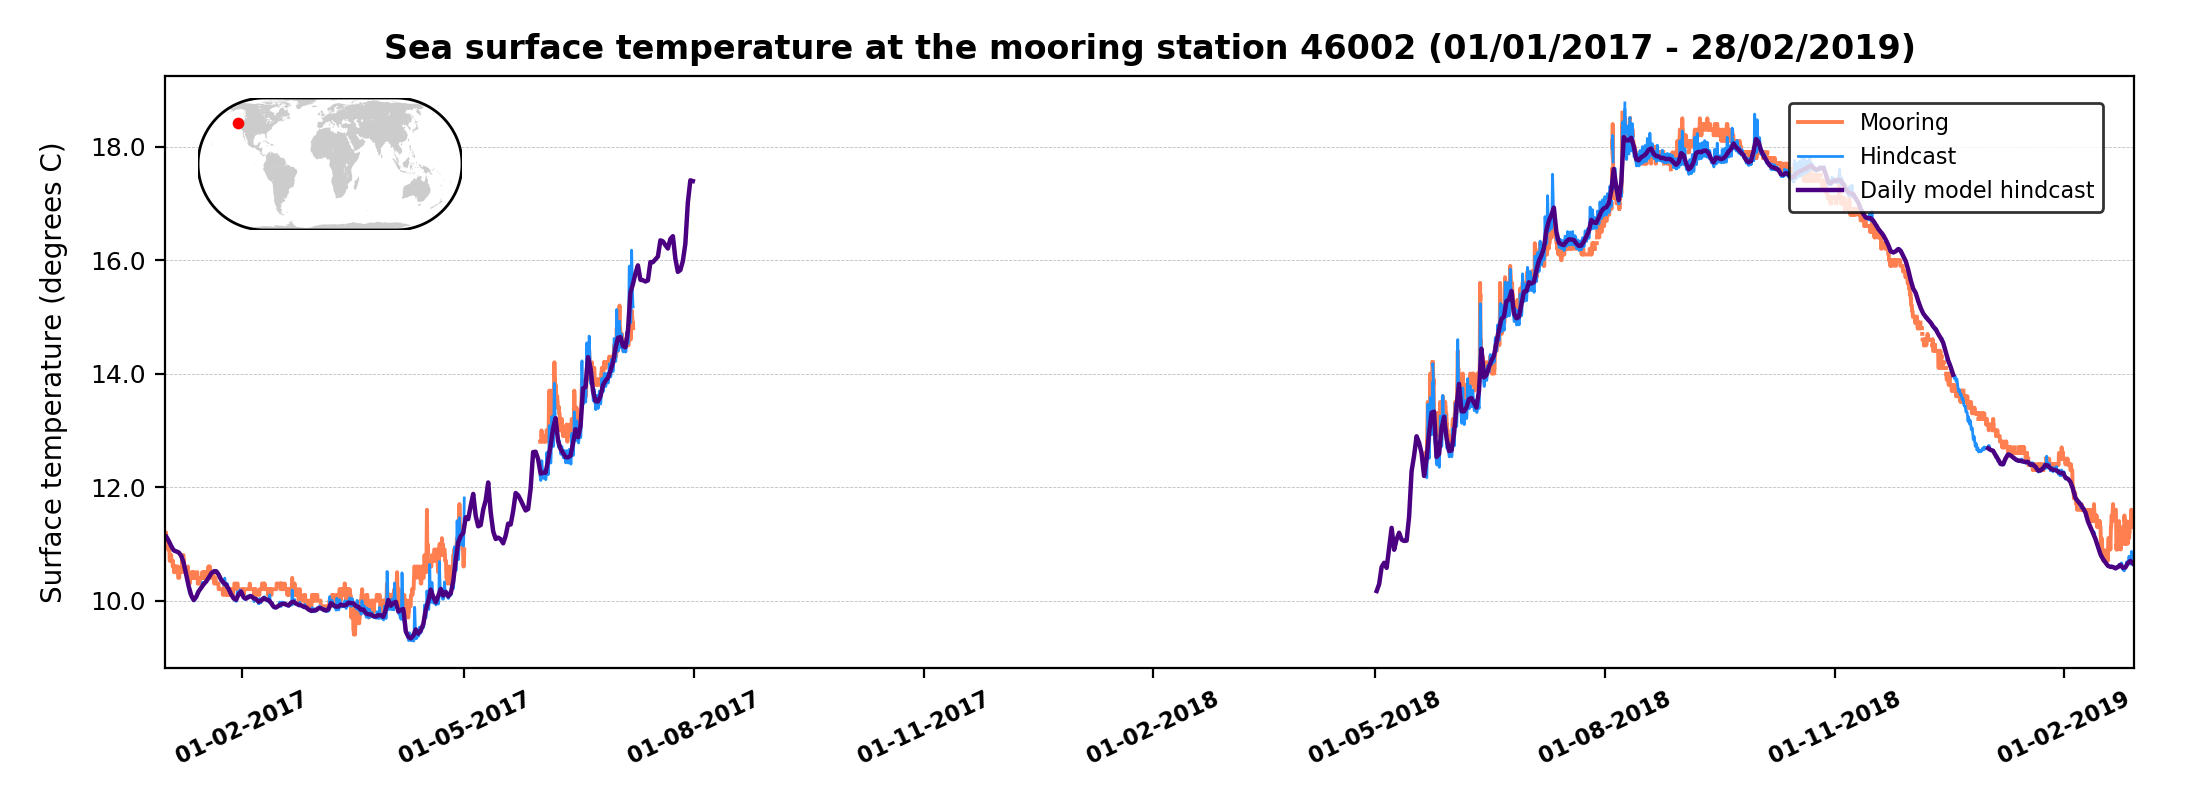 Sea surface temperature at the mooring station 46002 (01/01/2017 - 28/02/2019)
Surface temperature (degrees C)
18.0
16.0
14.0
12.0
10.0
Mooring
Hindcast
Daily model hindcast
01-02-2017
01-05-2017
01-08-2017
01-11-2017
01-02-2018
01-05-2018
01-08-2018
01-11-2018
01-02-2019